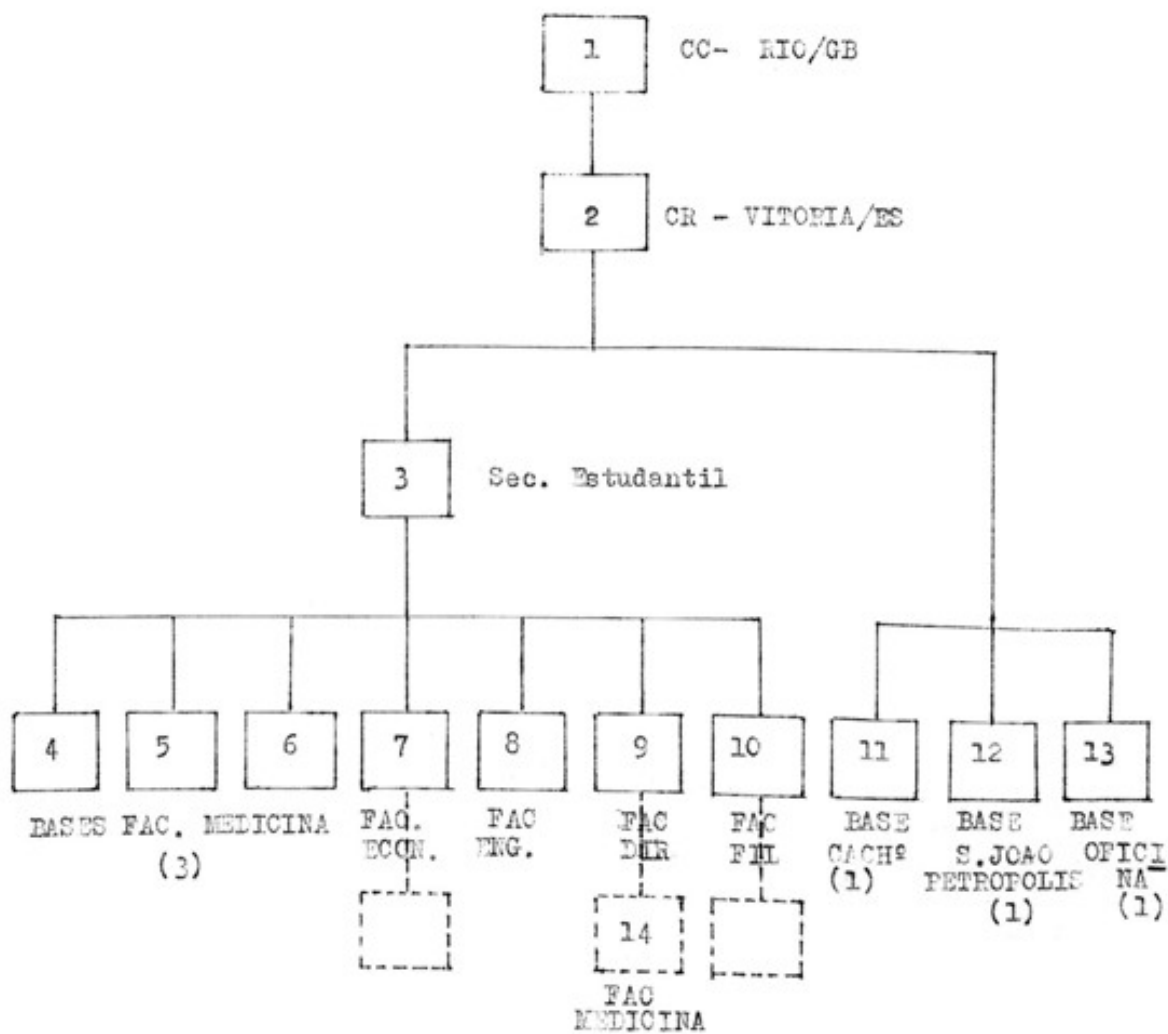 1 CC- RIO/GB
2 CR - VITORIA/ES
3 Sec. Estudantil
4 5 6 7 8 9 10 11 12 13
BASES FAC. MEDICINA
(3)
FAC.
ECON.
FAC
ENG.
FAC
DIR
FAC
FIL
BASE
CACHº
(1)
BASE
S.JOAO
PETROPOLIS
(1)
BASE
OFICI
NA
(1)
14
FAC
MEDICINA